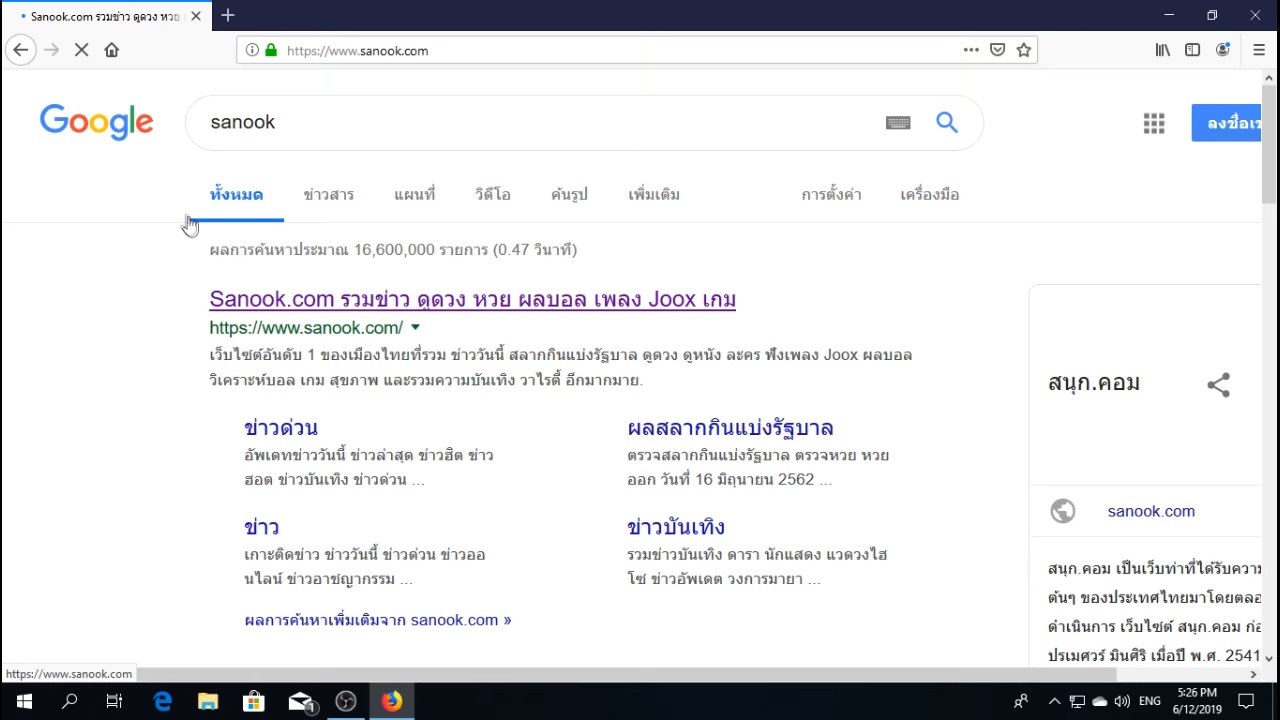 Sanook.com รวมข่าว ดูดวง หวย
https://www.sanook.com
Google
sanook
ทั้งหมด
ข่าวสาร
แผนที่
วิดีโอ
ค้นรูป
เพิ่มเติม
การตั้งค่า
เครื่องมือ
ผลการค้นหาประมาณ 16,600,000 รายการ (0.47 วินาที)
Sanook.com รวมข่าว ดูดวง หวย ผลบอล เพลง Joox เกม
https://www.sanook.com/
เว็บไซต์อันดับ 1 ของเมืองไทยที่รวม ข่าววันนี้ สลากกินแบ่งรัฐบาล ดูดวง ดูหนัง ละคร ฟังเพลง Joox ผลบอล
วิเคราะห์บอล เกม สุขภาพ และรวมความบันเทิง วาไรตี้ อีกมากมาย.
ข่าวด่วน
อัพเดทข่าววันนี้ ข่าวล่าสุด ข่าวฮิต ข่าว
ฮอต ข่าวบันเทิง ข่าวด่วน ...
ผลสลากกินแบ่งรัฐบาล
ตรวจสลากกินแบ่งรัฐบาล ตรวจหวย หวย
ออก วันที่ 16 มิถุนายน 2562 ...
ข่าว
เกาะติดข่าว ข่าววันนี้ ข่าวด่วน ข่าวออ
นไลน์ ข่าวอาชญากรรม ...
ข่าวบันเทิง
รวมข่าวบันเทิง ดารา นักแสดง แวดวงไฮ
โซ ข่าวอัพเดต วงการมายา ...
ผลการค้นหาเพิ่มเติมจาก sanook.com »
สนุก.คอม
sanook.com
สนุก.คอม เป็นเว็บท่าที่ได้รับความ
ต้นๆ ของประเทศไทยมาโดยตลอ
ดำเนินการ เว็บไซต์ สนุก.คอม ก่อ
ปรเมศวร์ มินศิริ เมื่อปี พ.ศ. 2541
https://www.sanook.com
1
ENG
5:26 PM
6/12/2019